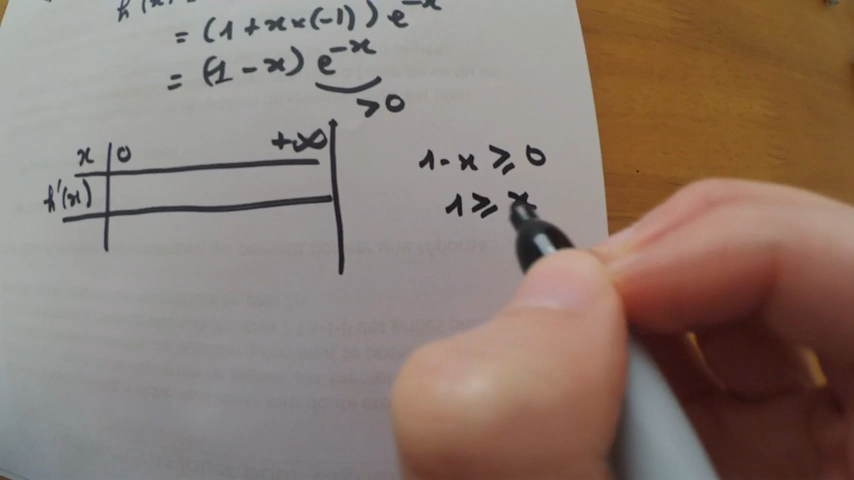 h'(x)
= (1 + x × (-1)) e^{-x}
= (1 - x) e^{-x}
> 0
x 0 +∞
h'(x)
1 - x ⩾ 0
1 ⩾ x